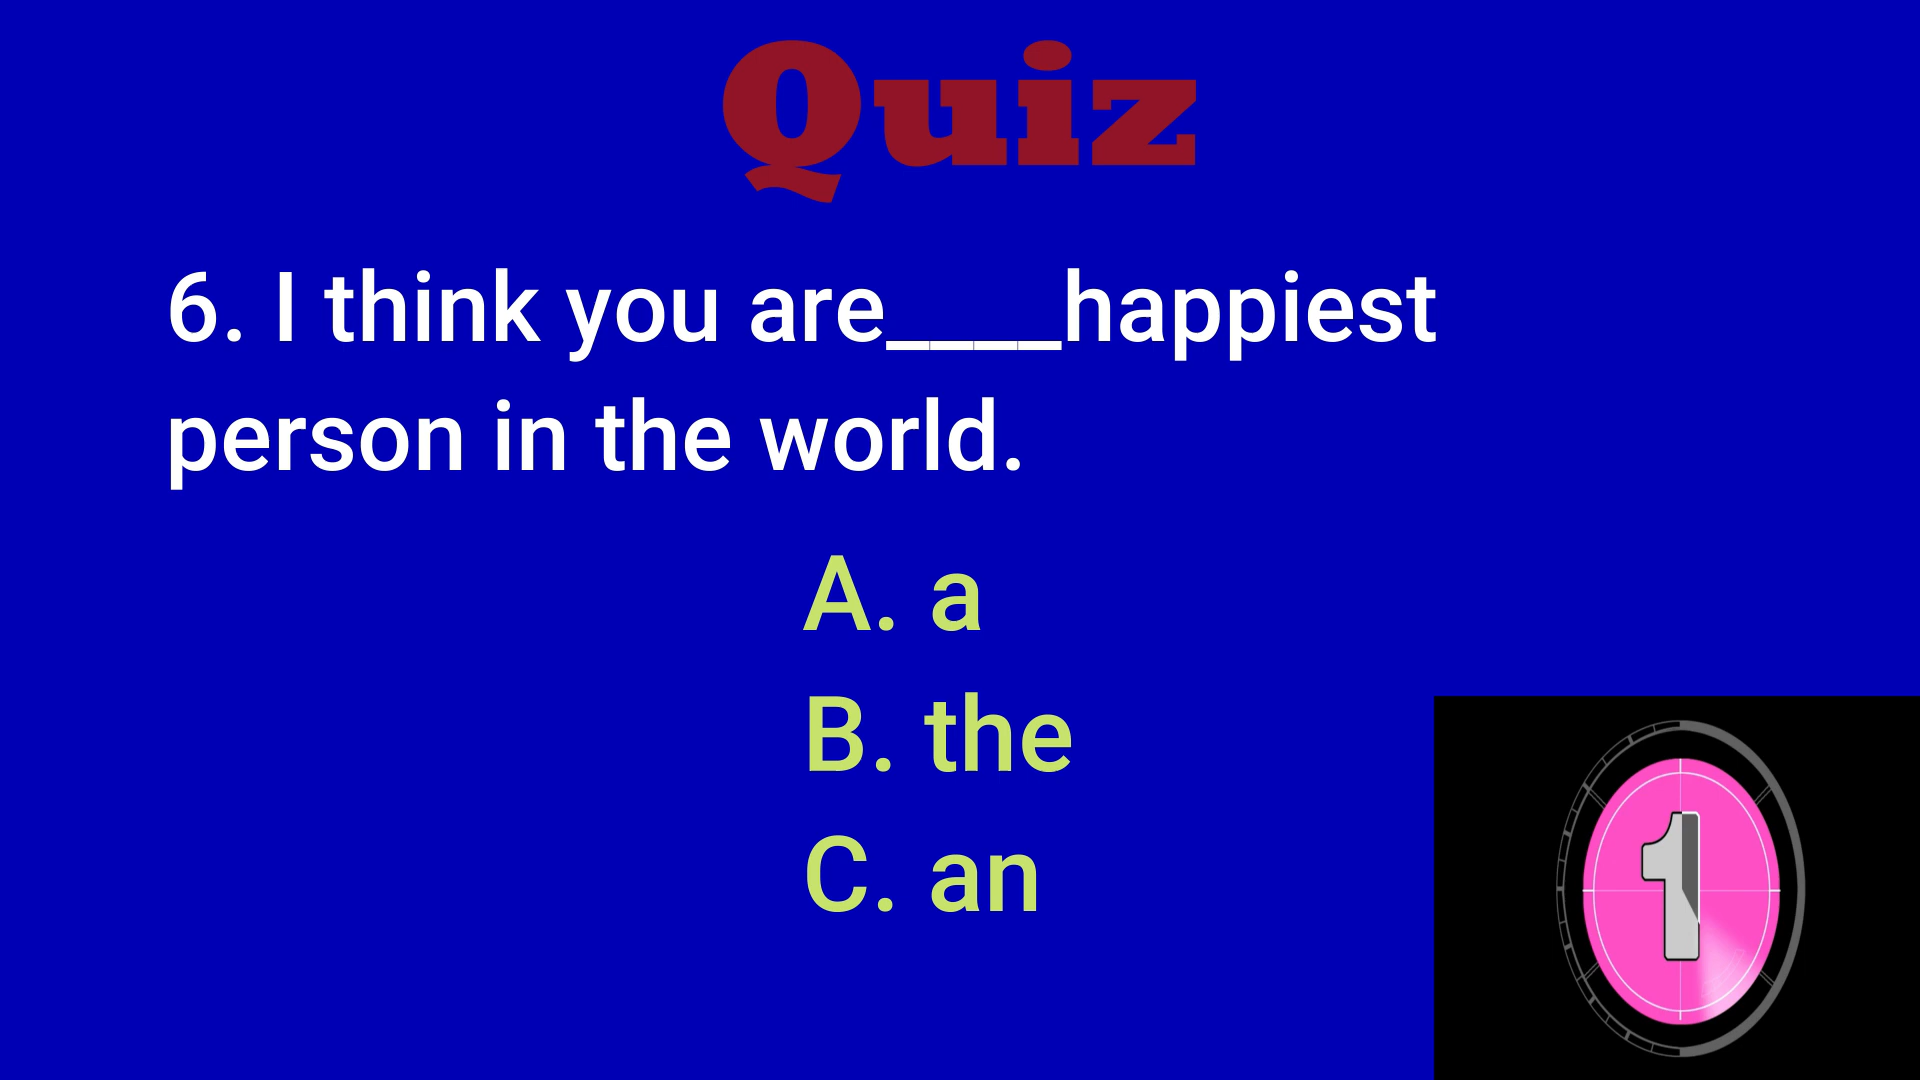 Quiz
6. I think you are____happiest
person in the world.
A. a
B. the
C. an
1